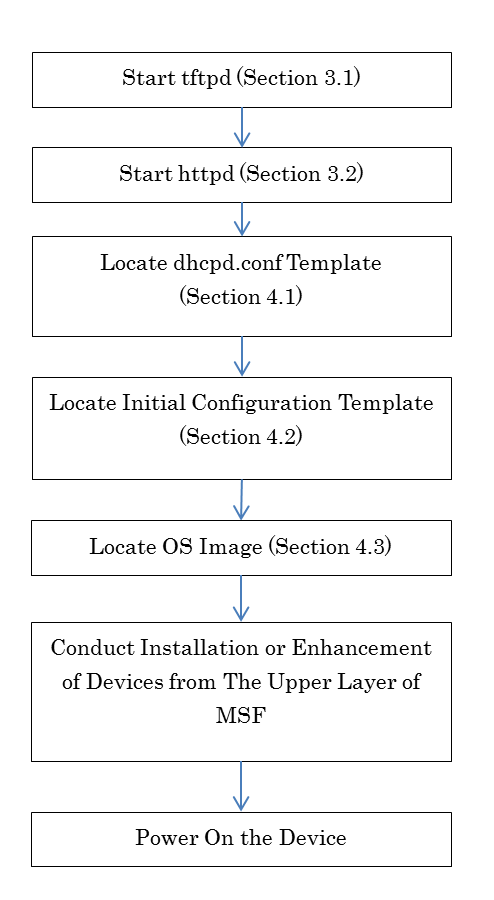 Start tftpd (Section 3.1)
Start httpd (Section 3.2)
Locate dhcpd.conf Template
(Section 4.1)
Locate Initial Configuration Template
(Section 4.2)
Locate OS Image (Section 4.3)
Conduct Installation or Enhancement
of Devices from The Upper Layer of
MSF
Power On the Device